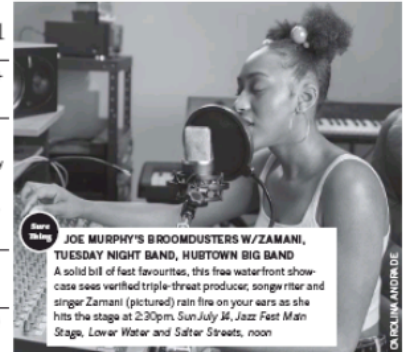 Sure
Thing
JOE MURPHY'S BROOMDUSTERS W/ZAMANI,
TUESDAY NIGHT BAND, HUBTOWN BIG BAND
A solid bill of fest favourites, this free waterfront show-
case sees verified triple-threat producer, songwriter and
singer Zamani (pictured) rain fire on your ears as she
hits the stage at 2:30pm. Sun July 14, Jazz Fest Main
Stage, Lower Water and Salter Streets, noon
CAROLINA ANDRADE